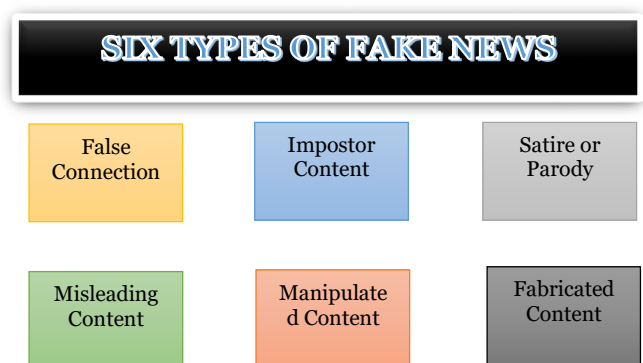 SIX TYPES OF FAKE NEWS
False
Connection
Impostor
Content
Satire or
Parody
Misleading
Content
Manipulate
d Content
Fabricated
Content